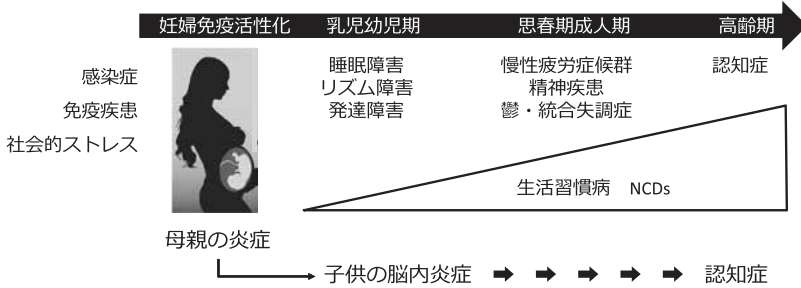 妊婦免疫活性化 乳児幼児期 思春期成人期 高齢期
感染症
免疫疾患
社会的ストレス
睡眠障害
リズム障害
発達障害
慢性疲労症候群
精神疾患
鬱・統合失調症
認知症
生活習慣病 NCDs
母親の炎症
子供の脳内炎症 認知症